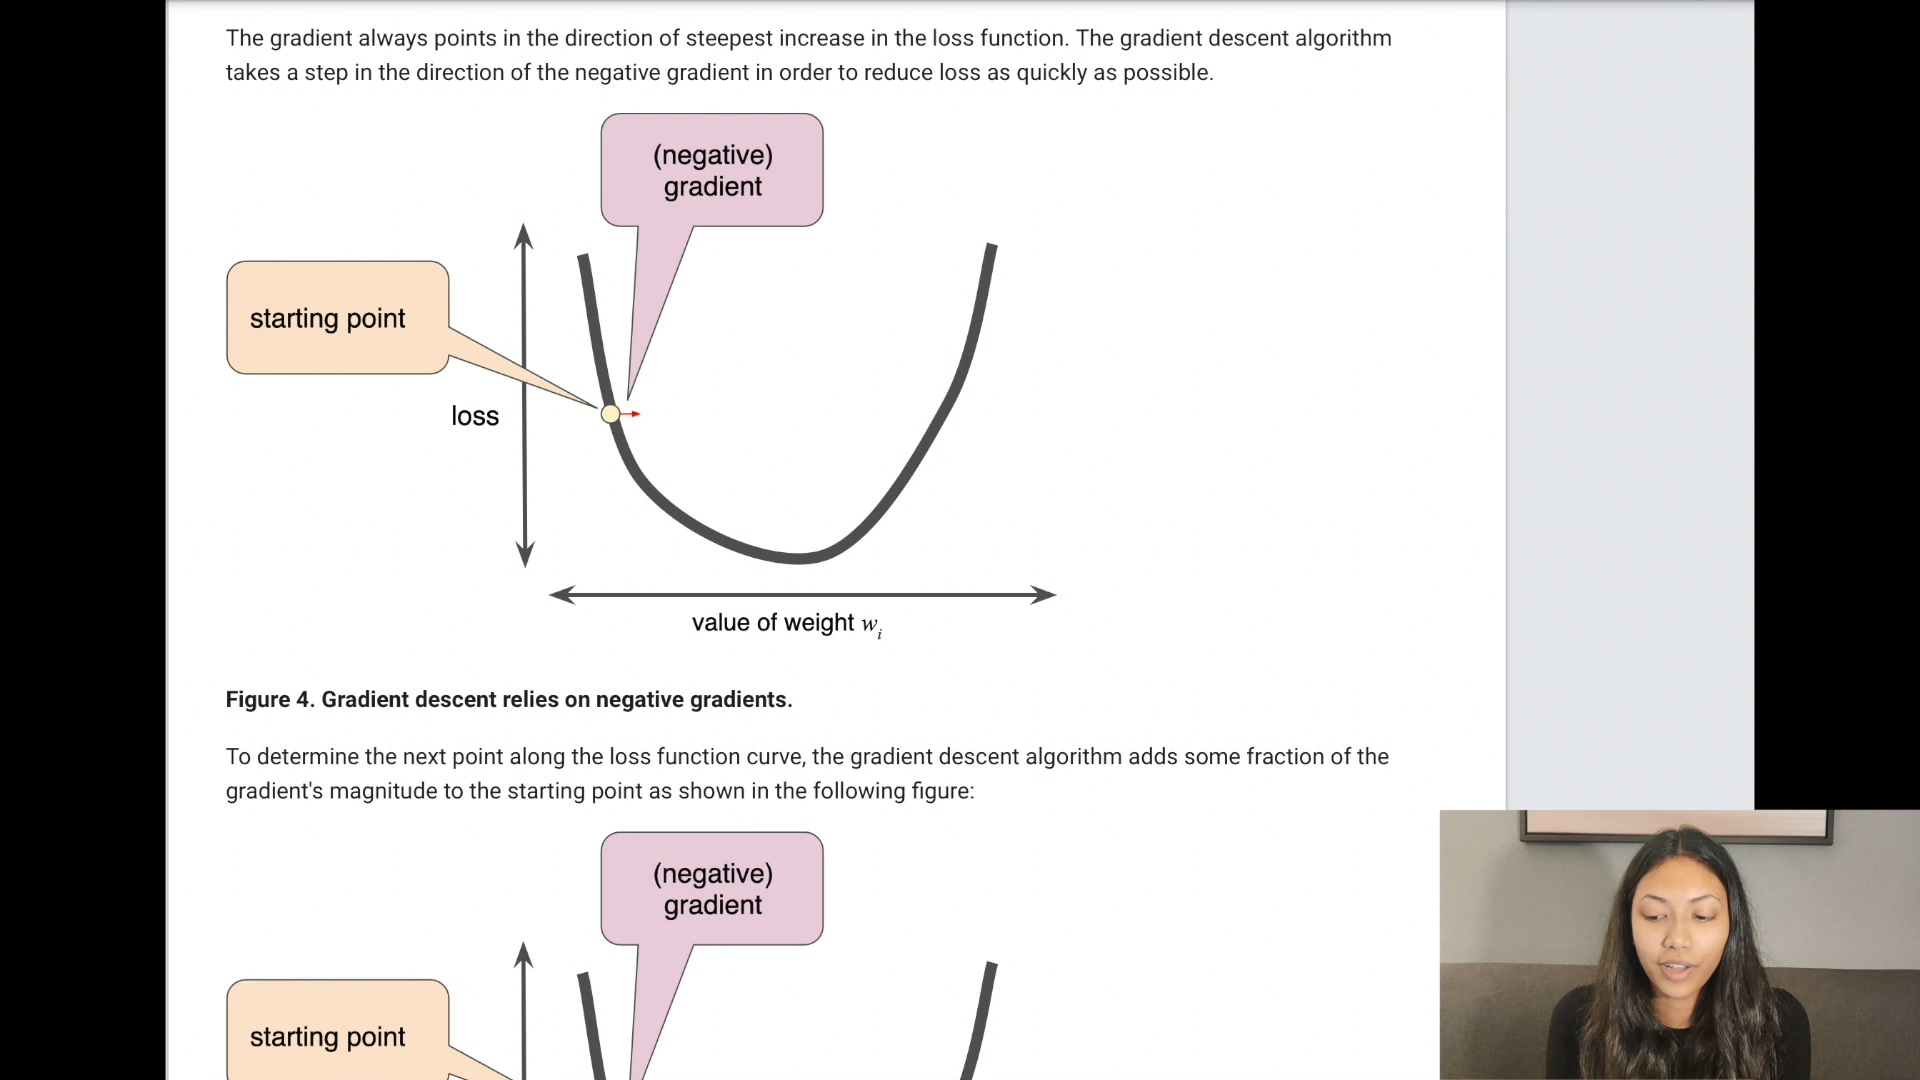 The gradient always points in the direction of steepest increase in the loss function. The gradient descent algorithm
takes a step in the direction of the negative gradient in order to reduce loss as quickly as possible.
(negative)
gradient
starting point
loss
value of weight wᵢ
Figure 4. Gradient descent relies on negative gradients.
To determine the next point along the loss function curve, the gradient descent algorithm adds some fraction of the
gradient's magnitude to the starting point as shown in the following figure:
(negative)
gradient
starting point